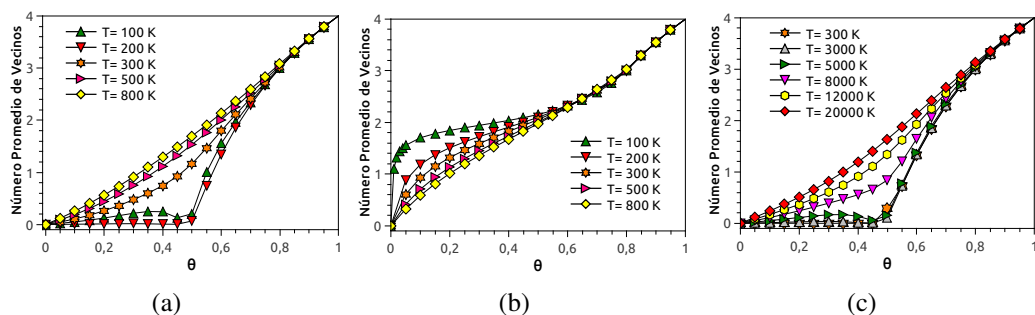 Número Promedio de Vecinos
4
3
2
1
0
T= 100 K
T= 200 K
T= 300 K
T= 500 K
T= 800 K
0
0,2
0,4
0,6
0,8
1
θ
(a)
Número Promedio de Vecinos
4
3
2
1
0
T= 100 K
T= 200 K
T= 300 K
T= 500 K
T= 800 K
0
0,2
0,4
0,6
0,8
1
θ
(b)
Número Promedio de Vecinos
4
3
2
1
0
T= 300 K
T= 3000 K
T= 5000 K
T= 8000 K
T= 12000 K
T= 20000 K
0
0,2
0,4
0,6
0,8
1
θ
(c)